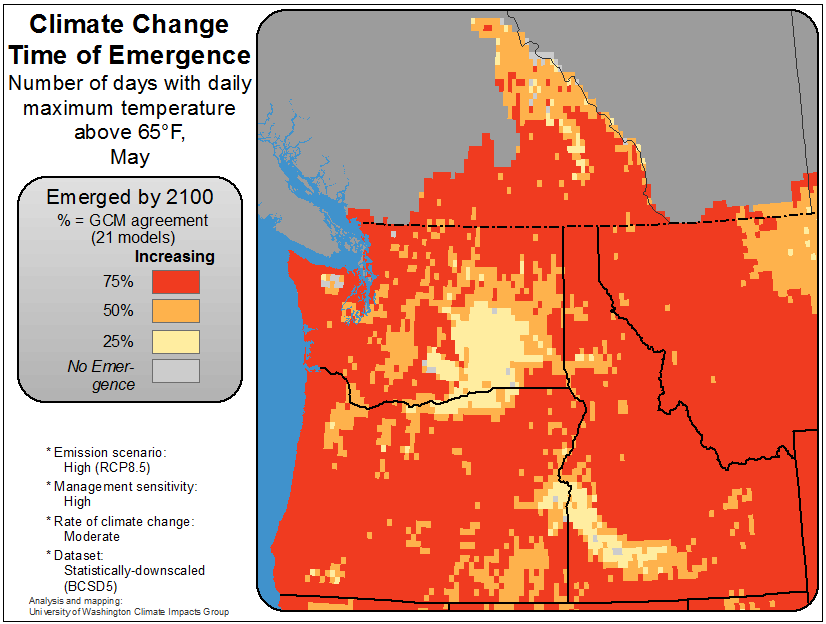 Climate Change
Time of Emergence
Number of days with daily
maximum temperature
above 65°F,
May
Emerged by 2100
% = GCM agreement
(21 models)
Increasing
75%
50%
25%
No Emer-
gence
* Emission scenario:
High (RCP8.5)
* Management sensitivity:
High
* Rate of climate change:
Moderate
* Dataset:
Statistically-downscaled
(BCSD5)
Analysis and mapping:
University of Washington Climate Impacts Group